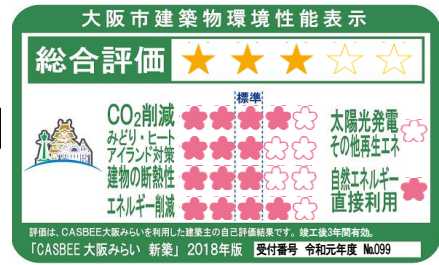 大阪市建築物環境性能表示
総合評価
標準
CO2削減
みどり・ヒート
アイランド対策
建物の断熱性
エネルギー削減
太陽光発電
その他再生エネ
自然エネルギー
直接利用
評価は、CASBEE大阪みらいを利用した建築主の自己評価結果です。竣工後3年間有効。
「CASBEE大阪みらい 新築」2018年版 受付番号 令和元年度 №099